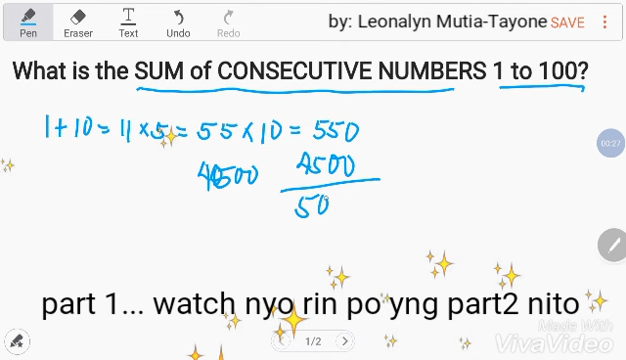 by: Leonalyn Mutia-Tayone SAVE
Pen Eraser Text Undo Redo
What is the SUM of CONSECUTIVE NUMBERS 1 to 100?
1 + 10 = 11 × 5 = 55 × 10 = 550
4500
50
00:27
part 1... watch nyo rin po yng part2 nito
1/2
Made With
VivaVideo